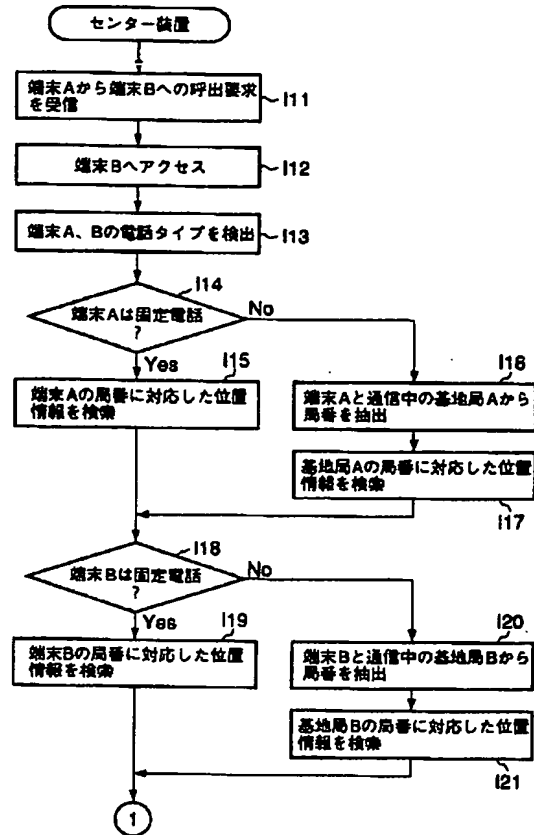 センター装置
端末Aから端末Bへの呼出要求
を受信
I11
端末Bへアクセス
I12
端末A、Bの電話タイプを検出
I13
I14
端末Aは固定電話
?
No
Yes
I15
端末Aの局番に対応した位置
情報を検索
I16
端末Aと通信中の基地局Aから
局番を抽出
基地局Aの局番に対応した位置
情報を検索
I17
I18
端末Bは固定電話
?
No
Yes
I19
端末Bの局番に対応した位置
情報を検索
I20
端末Bと通信中の基地局Bから
局番を抽出
基地局Bの局番に対応した位置
情報を検索
I21
1